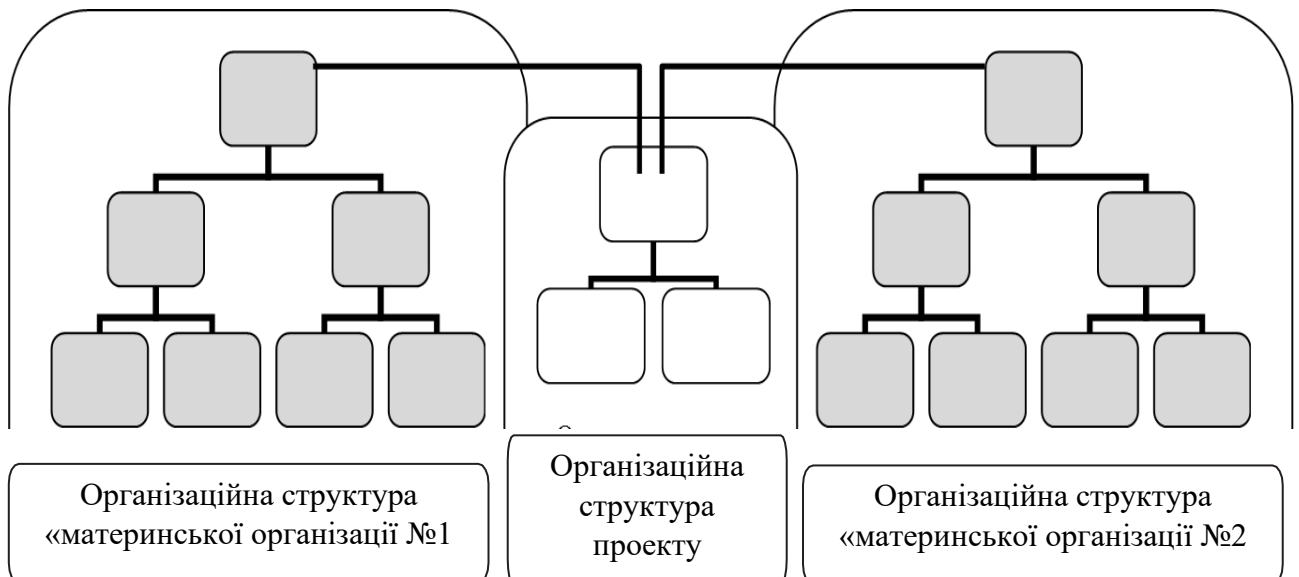 Організаційна структура
«материнської організації №1
Організаційна
структура
проекту
Організаційна структура
«материнської організації №2